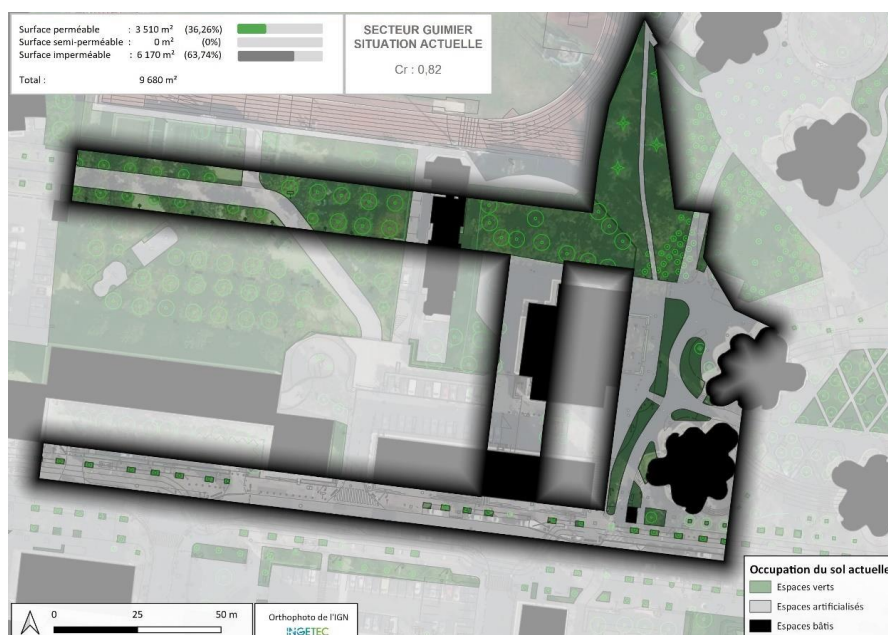 Surface perméable : 3 510 m² (36,26%)
Surface semi-perméable : 0 m² (0%)
Surface imperméable : 6 170 m² (63,74%)
Total : 9 680 m²
SECTEUR GUIMIER
SITUATION ACTUELLE
Cr : 0,82
Occupation du sol actuelle
Espaces verts
Espaces artificialisés
Espaces bâtis
0 25 50 m
Orthophoto de l'IGN
INGETEC